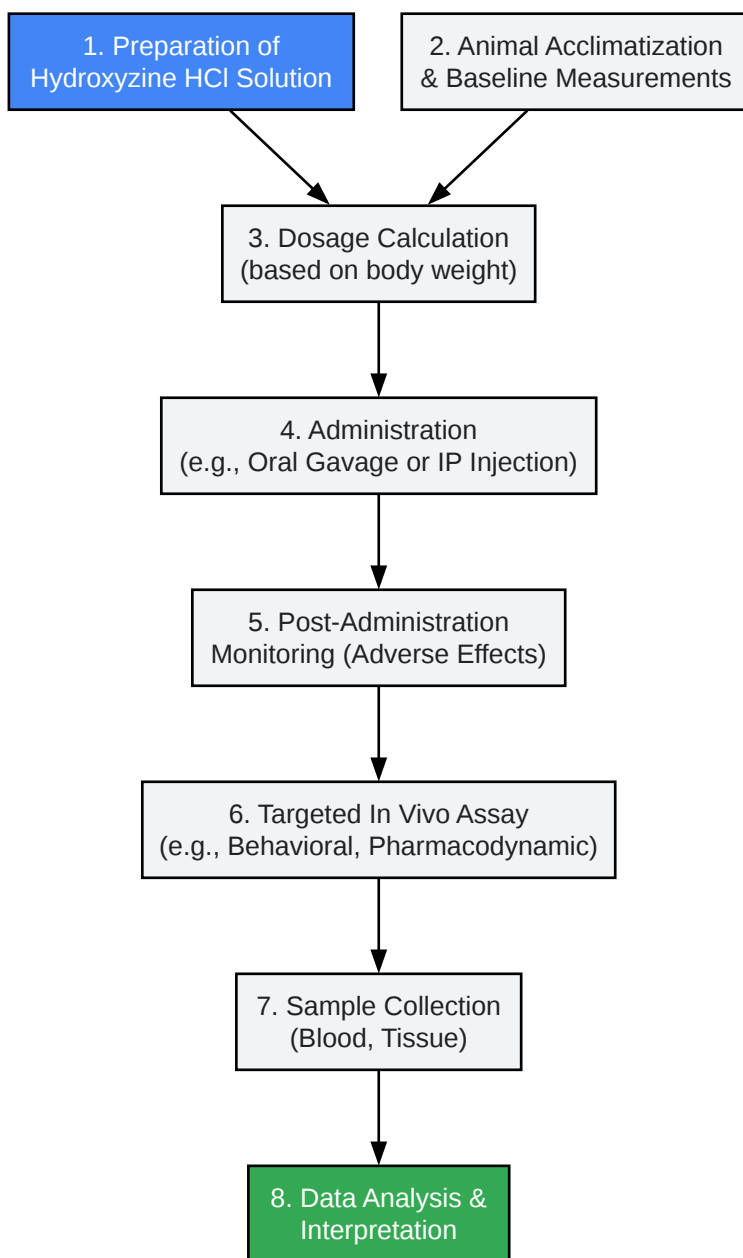 1. Preparation of
Hydroxyzine HCl Solution
2. Animal Acclimatization
& Baseline Measurements
3. Dosage Calculation
(based on body weight)
4. Administration
(e.g., Oral Gavage or IP Injection)
5. Post-Administration
Monitoring (Adverse Effects)
6. Targeted In Vivo Assay
(e.g., Behavioral, Pharmacodynamic)
7. Sample Collection
(Blood, Tissue)
8. Data Analysis &
Interpretation